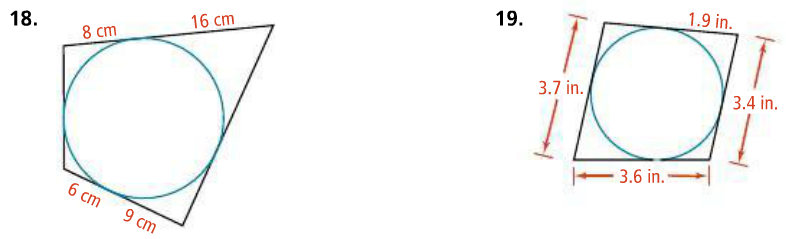 18.
8 cm
16 cm
6 cm
9 cm
19.
1.9 in.
3.7 in.
3.4 in.
3.6 in.